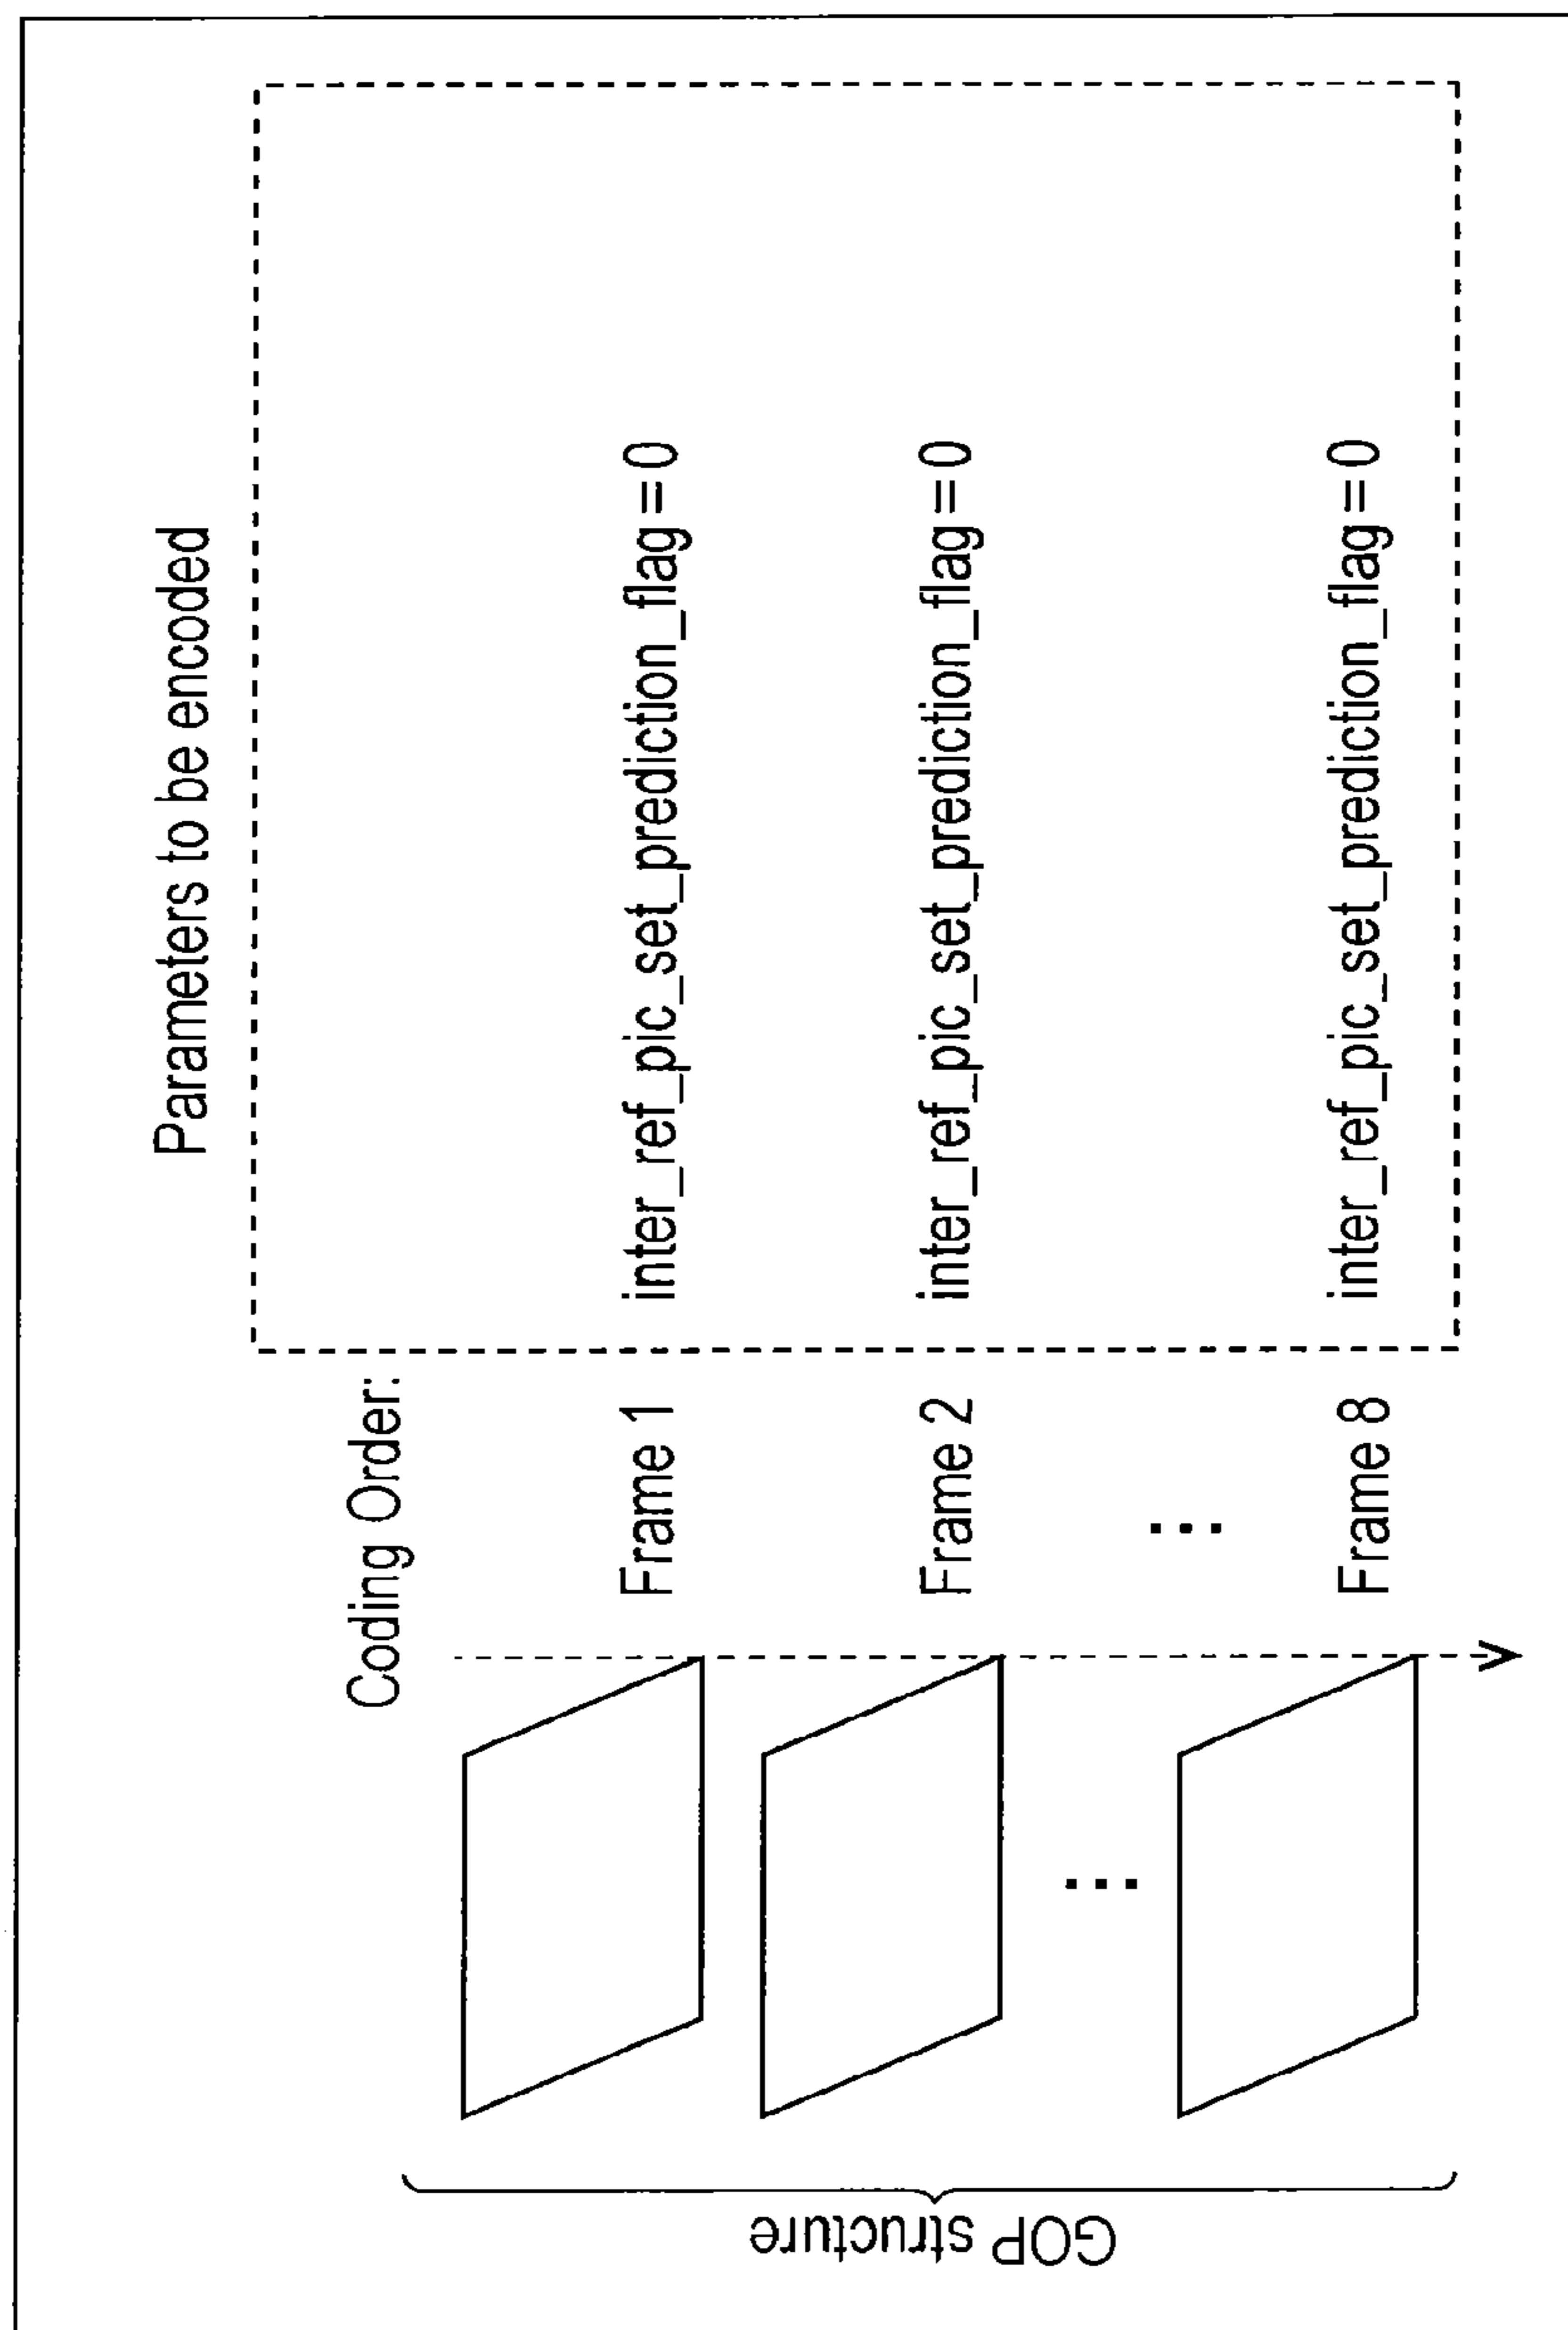 Parameters to be encoded
Coding Order:
Frame 1 inter_ref_pic_set_prediction_flag = 0
Frame 2 inter_ref_pic_set_prediction_flag = 0
...
...
Frame 8 inter_ref_pic_set_prediction_flag = 0
GOP structure